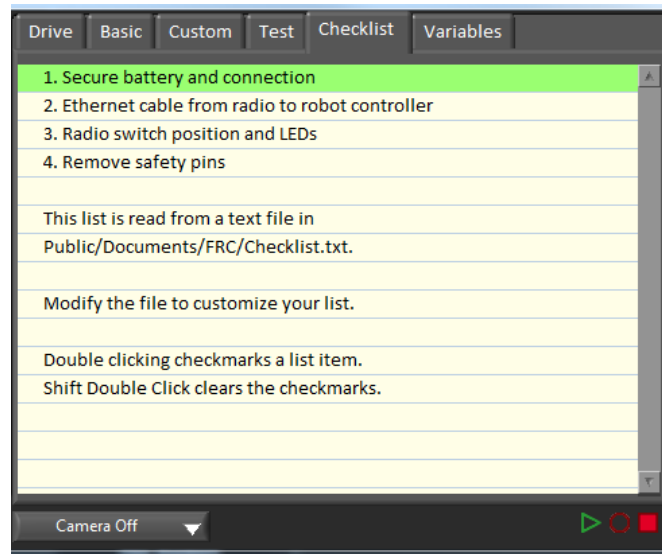 Drive Basic Custom Test Checklist Variables
1. Secure battery and connection
2. Ethernet cable from radio to robot controller
3. Radio switch position and LEDs
4. Remove safety pins
This list is read from a text file in
Public/Documents/FRC/Checklist.txt.
Modify the file to customize your list.
Double clicking checkmarks a list item.
Shift Double Click clears the checkmarks.
Camera Off